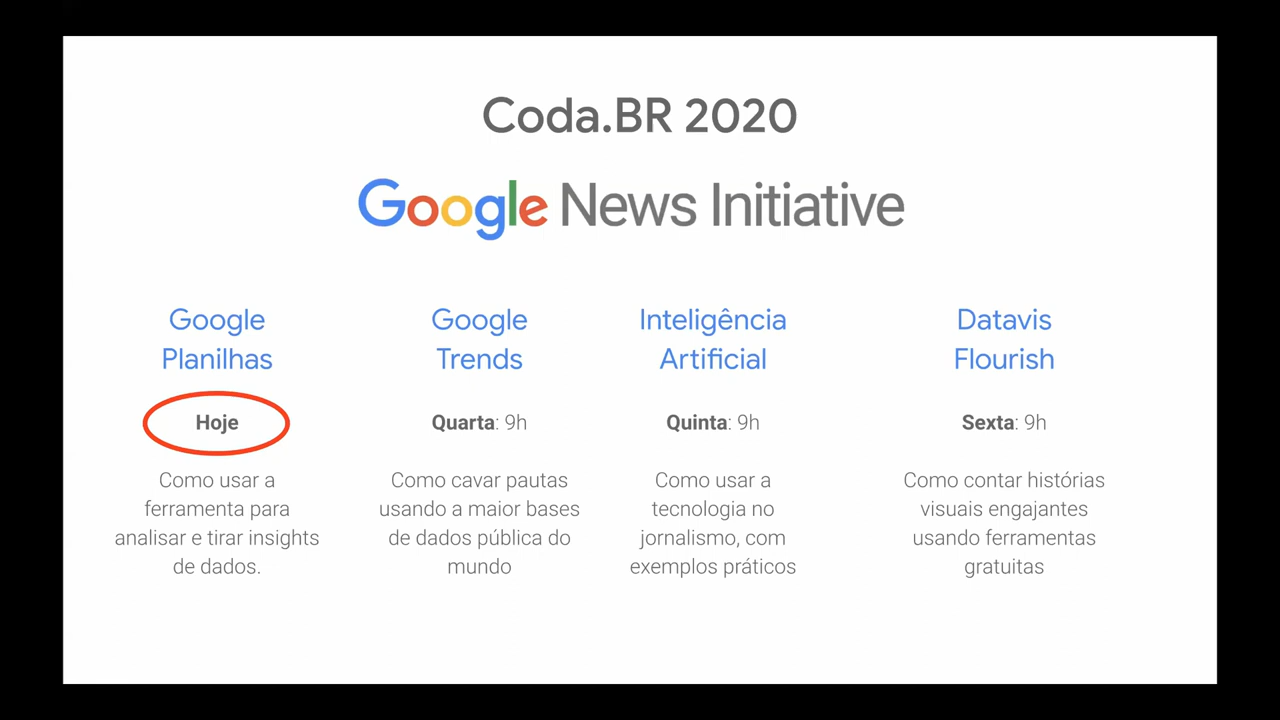 Coda.BR 2020
Google News Initiative
Google
Planilhas
Hoje
Como usar a
ferramenta para
analisar e tirar insights
de dados.
Google
Trends
Quarta: 9h
Como cavar pautas
usando a maior bases
de dados pública do
mundo
Inteligência
Artificial
Quinta: 9h
Como usar a
tecnologia no
jornalismo, com
exemplos práticos
Datavis
Flourish
Sexta: 9h
Como contar histórias
visuais engajantes
usando ferramentas
gratuitas